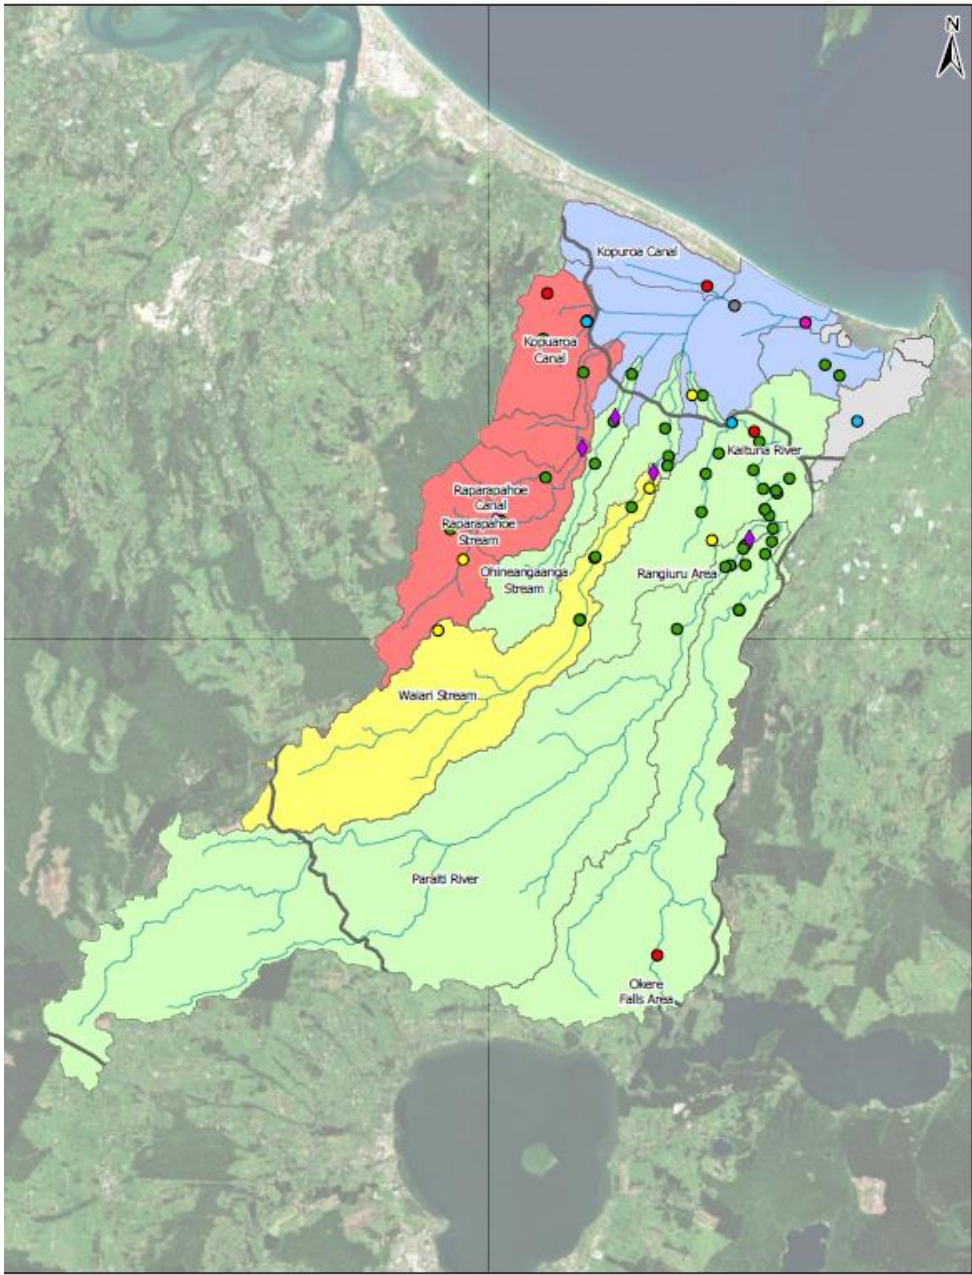 N
Kopuroa Canal
Kopuaroa
Canal
Kaituna River
Raparapahoe
Canal
Raparapahoe
Stream
Ohineangaanga
Stream
Rangiuru Area
Waiari Stream
Paraiti River
Okere
Falls Area